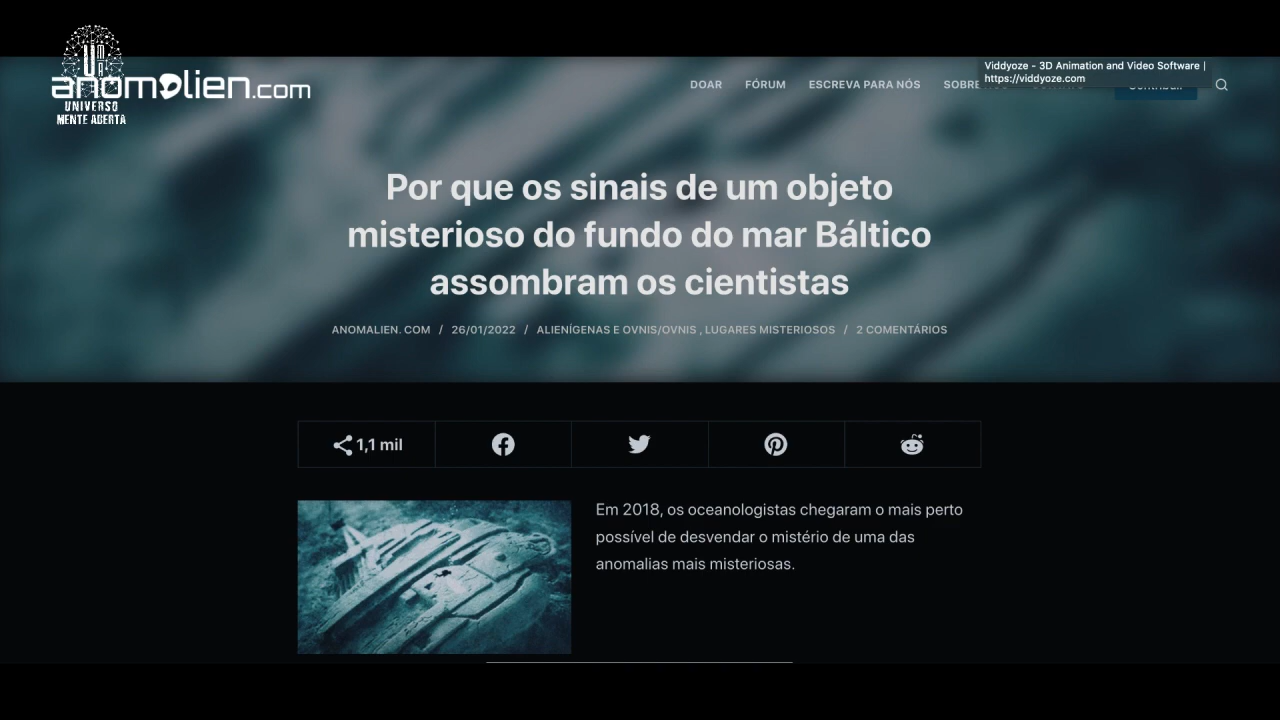 UM
UNIVERSO
MENTE ABERTA
anomalien.com
DOAR FÓRUM ESCREVA PARA NÓS SOBRE
Viddyoze - 3D Animation and Video Software |
https://viddyoze.com
Por que os sinais de um objeto
misterioso do fundo do mar Báltico
assombram os cientistas
ANOMALIEN. COM / 26/01/2022 / ALIENÍGENAS E OVNIS/OVNIS , LUGARES MISTERIOSOS / 2 COMENTÁRIOS
1,1 mil
Em 2018, os oceanologistas chegaram o mais perto
possível de desvendar o mistério de uma das
anomalias mais misteriosas.